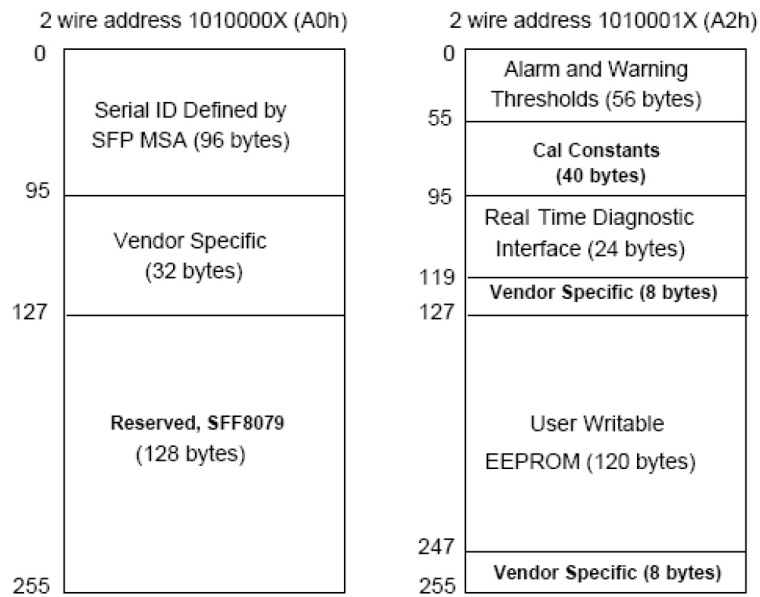 2 wire address 1010000X (A0h)
0
Serial ID Defined by
SFP MSA (96 bytes)
95
Vendor Specific
(32 bytes)
127
Reserved, SFF8079
(128 bytes)
255
2 wire address 1010001X (A2h)
0
Alarm and Warning
Thresholds (56 bytes)
55
Cal Constants
(40 bytes)
95
Real Time Diagnostic
Interface (24 bytes)
119
Vendor Specific (8 bytes)
127
User Writable
EEPROM (120 bytes)
247
Vendor Specific (8 bytes)
255